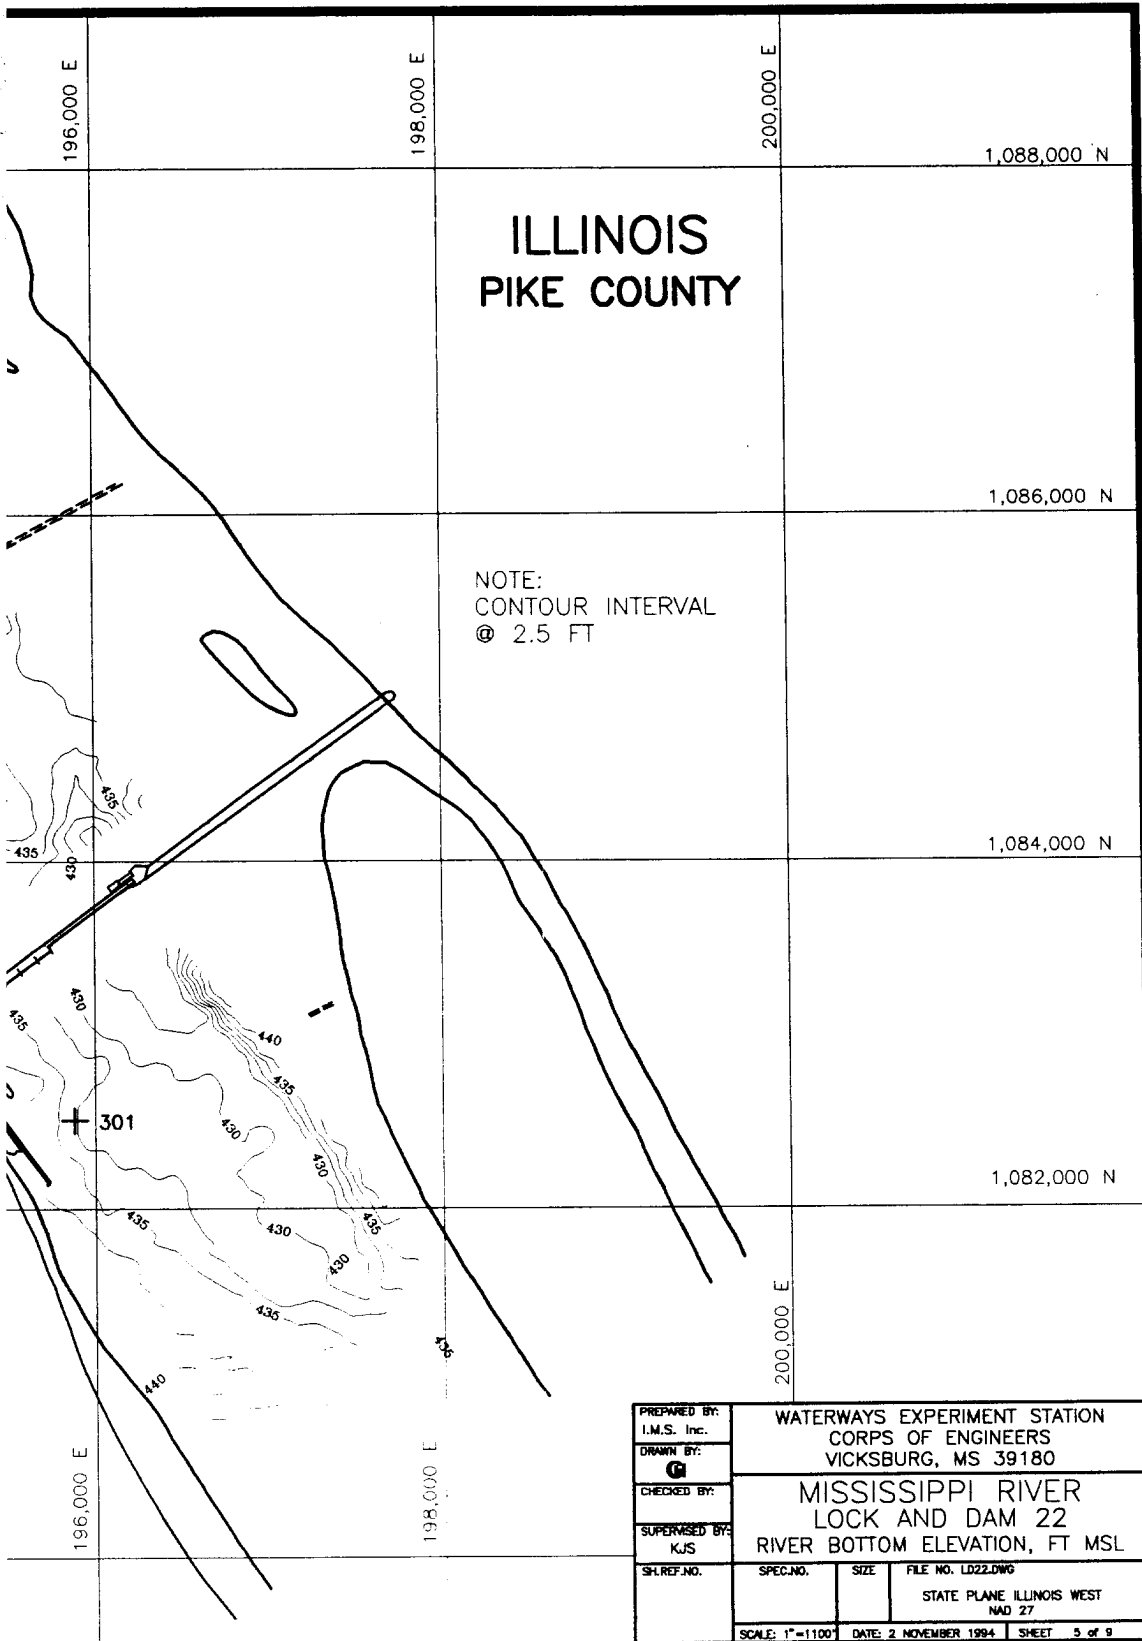 196,000 E
198,000 E
200,000 E
1,088,000 N
ILLINOIS
PIKE COUNTY
1,086,000 N
NOTE:
CONTOUR INTERVAL
@ 2.5 FT
435
435
430
1,084,000 N
430
435
440
435
301
430
430
1,082,000 N
435
430
435
430
435
435
440
200,000 E
196,000 E
198,000 E
PREPARED BY:
I.M.S. Inc.
DRAWN BY:
CHECKED BY:
SUPERVISED BY:
KJS
SH.REF.NO.
WATERWAYS EXPERIMENT STATION
CORPS OF ENGINEERS
VICKSBURG, MS 39180
MISSISSIPPI RIVER
LOCK AND DAM 22
RIVER BOTTOM ELEVATION, FT MSL
SPEC.NO.
SIZE
FILE NO. LD22.DWG
STATE PLANE ILLINOIS WEST
NAD 27
SCALE: 1"=1100'
DATE: 2 NOVEMBER 1994
SHEET 5 of 9